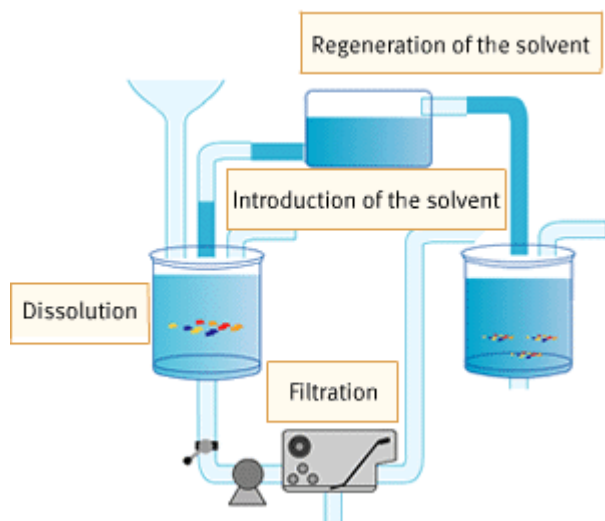 Regeneration of the solvent
Introduction of the solvent
Dissolution
Filtration